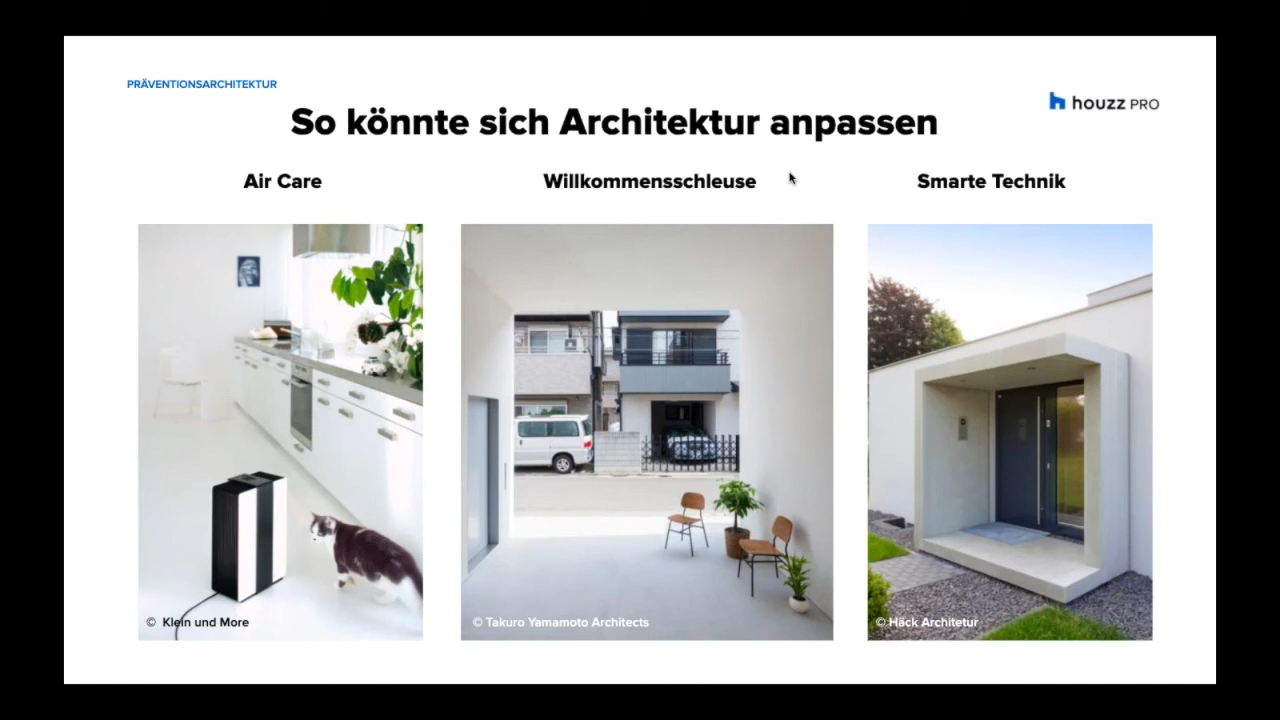 PRÄVENTIONSARCHITEKTUR
houzz PRO
So könnte sich Architektur anpassen
Air Care
Willkommensschleuse
Smarte Technik
© Klein und More
© Takuro Yamamoto Architects
© Häck Architetur